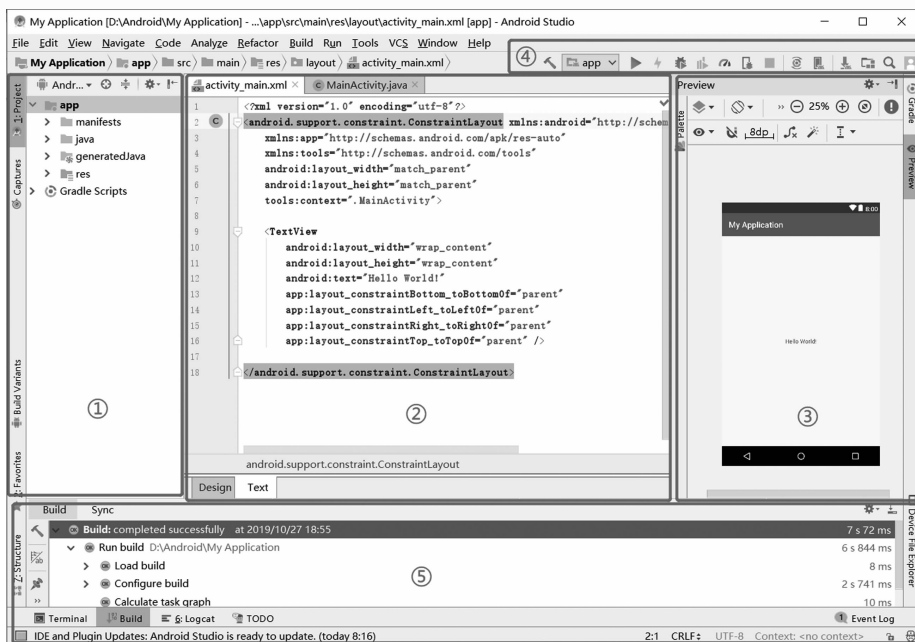 My Application [D:\Android\My Application] - ...\app\src\main\res\layout\activity_main.xml [app] - Android Studio
File Edit View Navigate Code Analyze Refactor Build Run Tools VCS Window Help
④
My Application app src main res layout activity_main.xml
app
1: Project
Captures
Build Variants
2: Favorites
Z: Structure
Andr...
app
manifests
java
generatedJava
res
Gradle Scripts
①
activity_main.xml × MainActivity.java ×
1 <?xml version="1.0" encoding="utf-8"?>
2 C <android.support.constraint.ConstraintLayout xmlns:android="http://schem
3 xmlns:app="http://schemas.android.com/apk/res-auto"
4 xmlns:tools="http://schemas.android.com/tools"
5 android:layout_width="match_parent"
6 android:layout_height="match_parent"
7 tools:context=".MainActivity">
8
9 <TextView
10 android:layout_width="wrap_content"
11 android:layout_height="wrap_content"
12 android:text="Hello World!"
13 app:layout_constraintBottom_toBottomOf="parent"
14 app:layout_constraintLeft_toLeftOf="parent"
15 app:layout_constraintRight_toRightOf="parent"
16 app:layout_constraintTop_toTopOf="parent" />
17
18 </android.support.constraint.ConstraintLayout>
②
android.support.constraint.ConstraintLayout
Design Text
Preview
Palette
» 25%
8dp
8:00
My Application
Hello World!
③
Gradle
Preview
Device File Explorer
Build Sync
Build: completed successfully at 2019/10/27 18:55 7 s 72 ms
Run build D:\Android\My Application 6 s 844 ms
Load build 8 ms
Configure build 2 s 741 ms
Calculate task graph 10 ms
⑤
»
Terminal Build 6: Logcat TODO 1 Event Log
IDE and Plugin Updates: Android Studio is ready to update. (today 8:16) 2:1 CRLF UTF-8 Context: <no context>